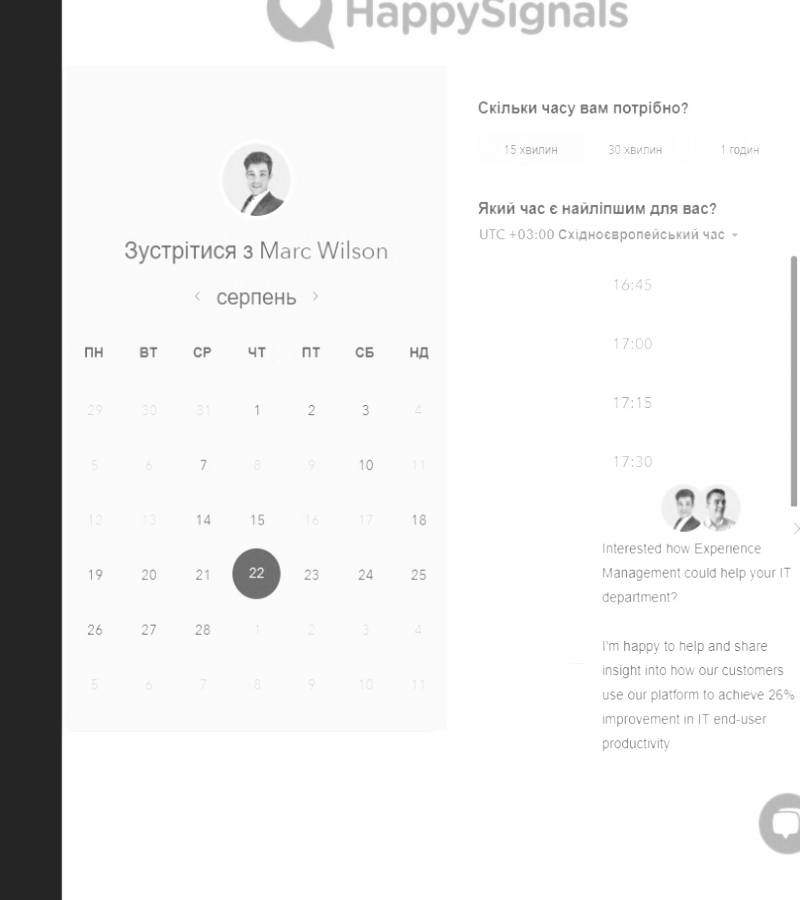 HappySignals
Зустрітися з Marc Wilson
серпень
ПН ВТ СР ЧТ ПТ СБ НД
29 30 31 1 2 3 4
5 6 7 8 9 10 11
12 13 14 15 16 17 18
19 20 21 22 23 24 25
26 27 28 1 2 3 4
5 6 7 8 9 10 11
Скільки часу вам потрібно?
15 хвилин 30 хвилин 1 годин
Який час є найліпшим для вас?
UTC +03:00 Східноєвропейський час
16:45
17:00
17:15
17:30
Interested how Experience
Management could help your IT
department?
I'm happy to help and share
insight into how our customers
use our platform to achieve 26%
improvement in IT end-user
productivity